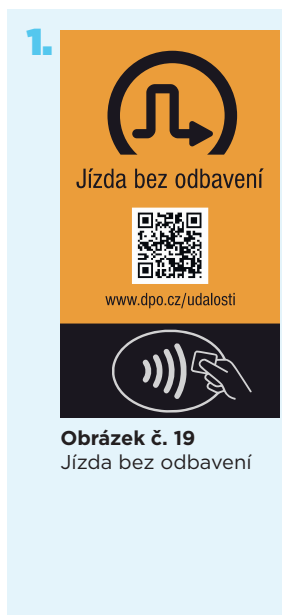 1.
Jízda bez odbavení
www.dpo.cz/udalosti
Obrázek č. 19
Jízda bez odbavení